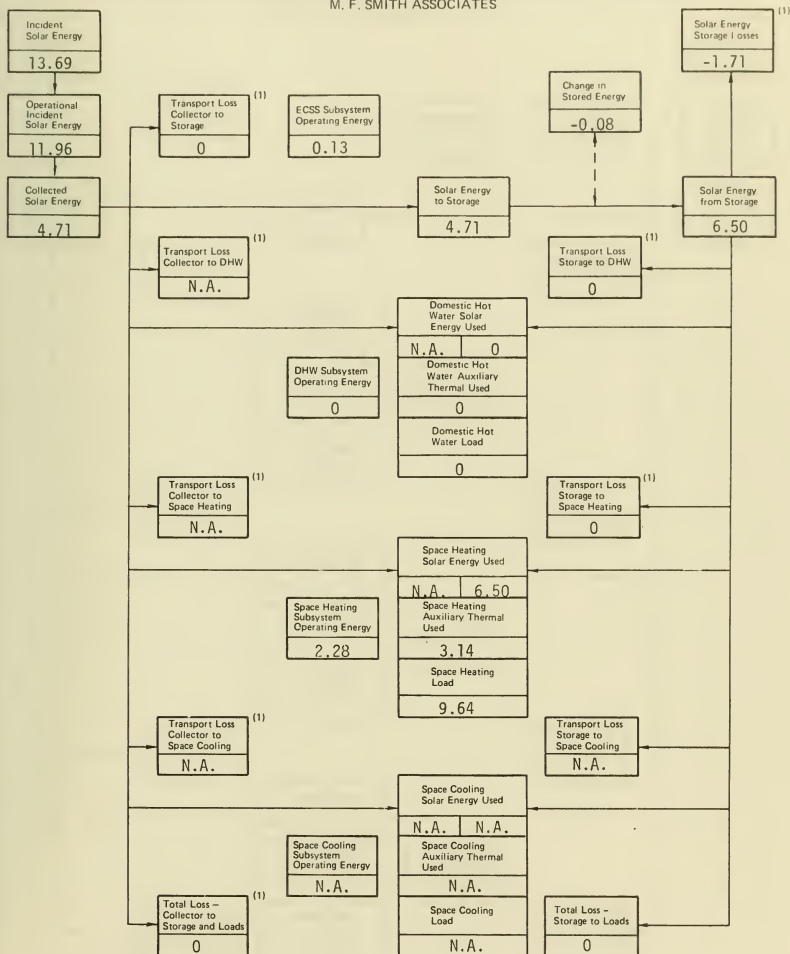 M. F. SMITH ASSOCIATES
Incident
Solar Energy
13.69
Operational
Incident
Solar Energy
11.96
Collected
Solar Energy
4.71
Transport Loss
Collector to
Storage
(1)
0
ECSS Subsystem
Operating Energy
0.13
Change in
Stored Energy
-0.08
Solar Energy
Storage Losses
(1)
-1.71
Solar Energy
to Storage
4.71
Solar Energy
from Storage
6.50
Transport Loss
Collector to DHW
(1)
N.A.
Transport Loss
Storage to DHW
(1)
0
Domestic Hot
Water Solar
Energy Used
N.A. 0
Domestic Hot
Water Auxiliary
Thermal Used
0
Domestic Hot
Water Load
0
DHW Subsystem
Operating Energy
0
Transport Loss
Collector to
Space Heating
(1)
N.A.
Transport Loss
Storage to
Space Heating
(1)
0
Space Heating
Solar Energy Used
N.A. 6.50
Space Heating
Auxiliary Thermal
Used
3.14
Space Heating
Load
9.64
Space Heating
Subsystem
Operating Energy
2.28
Transport Loss
Collector to
Space Cooling
(1)
N.A.
Transport Loss
Storage to
Space Cooling
N.A.
Space Cooling
Solar Energy Used
N.A. N.A.
Space Cooling
Auxiliary Thermal
Used
N.A.
Space Cooling
Load
N.A.
Space Cooling
Subsystem
Operating Energy
N.A.
Total Loss –
Collector to
Storage and Loads
(1)
0
Total Loss –
Storage to Loads
0